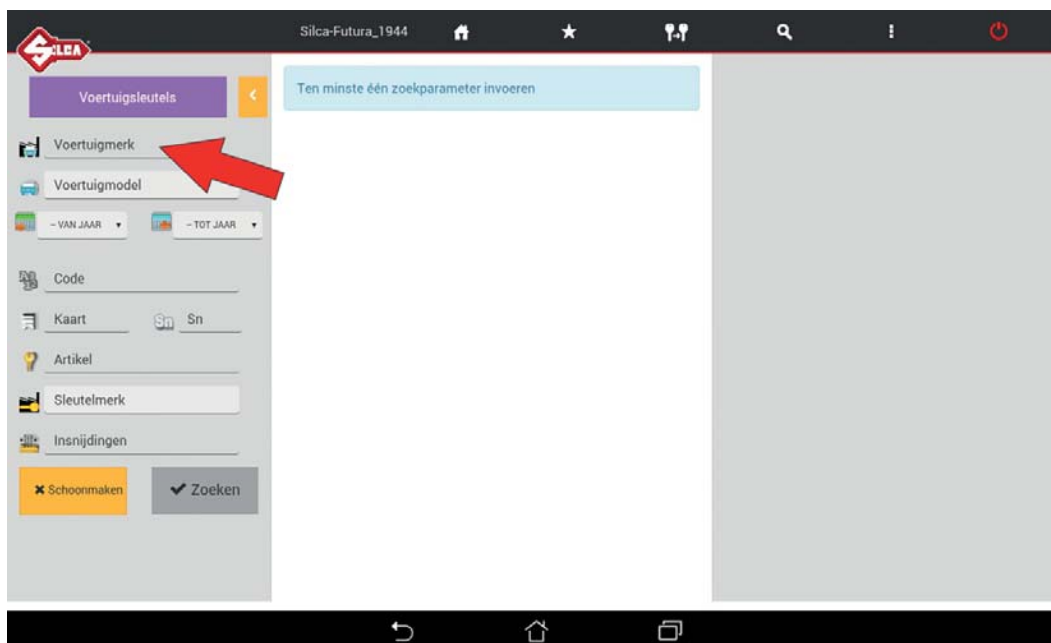 SILCA
Silca-Futura_1944
Voertuigsleutels
Ten minste één zoekparameter invoeren
Voertuigmerk
Voertuigmodel
– VAN JAAR
– TOT JAAR
Code
Kaart
Sn Sn
Artikel
Sleutelmerk
Insnijdingen
Schoonmaken
Zoeken